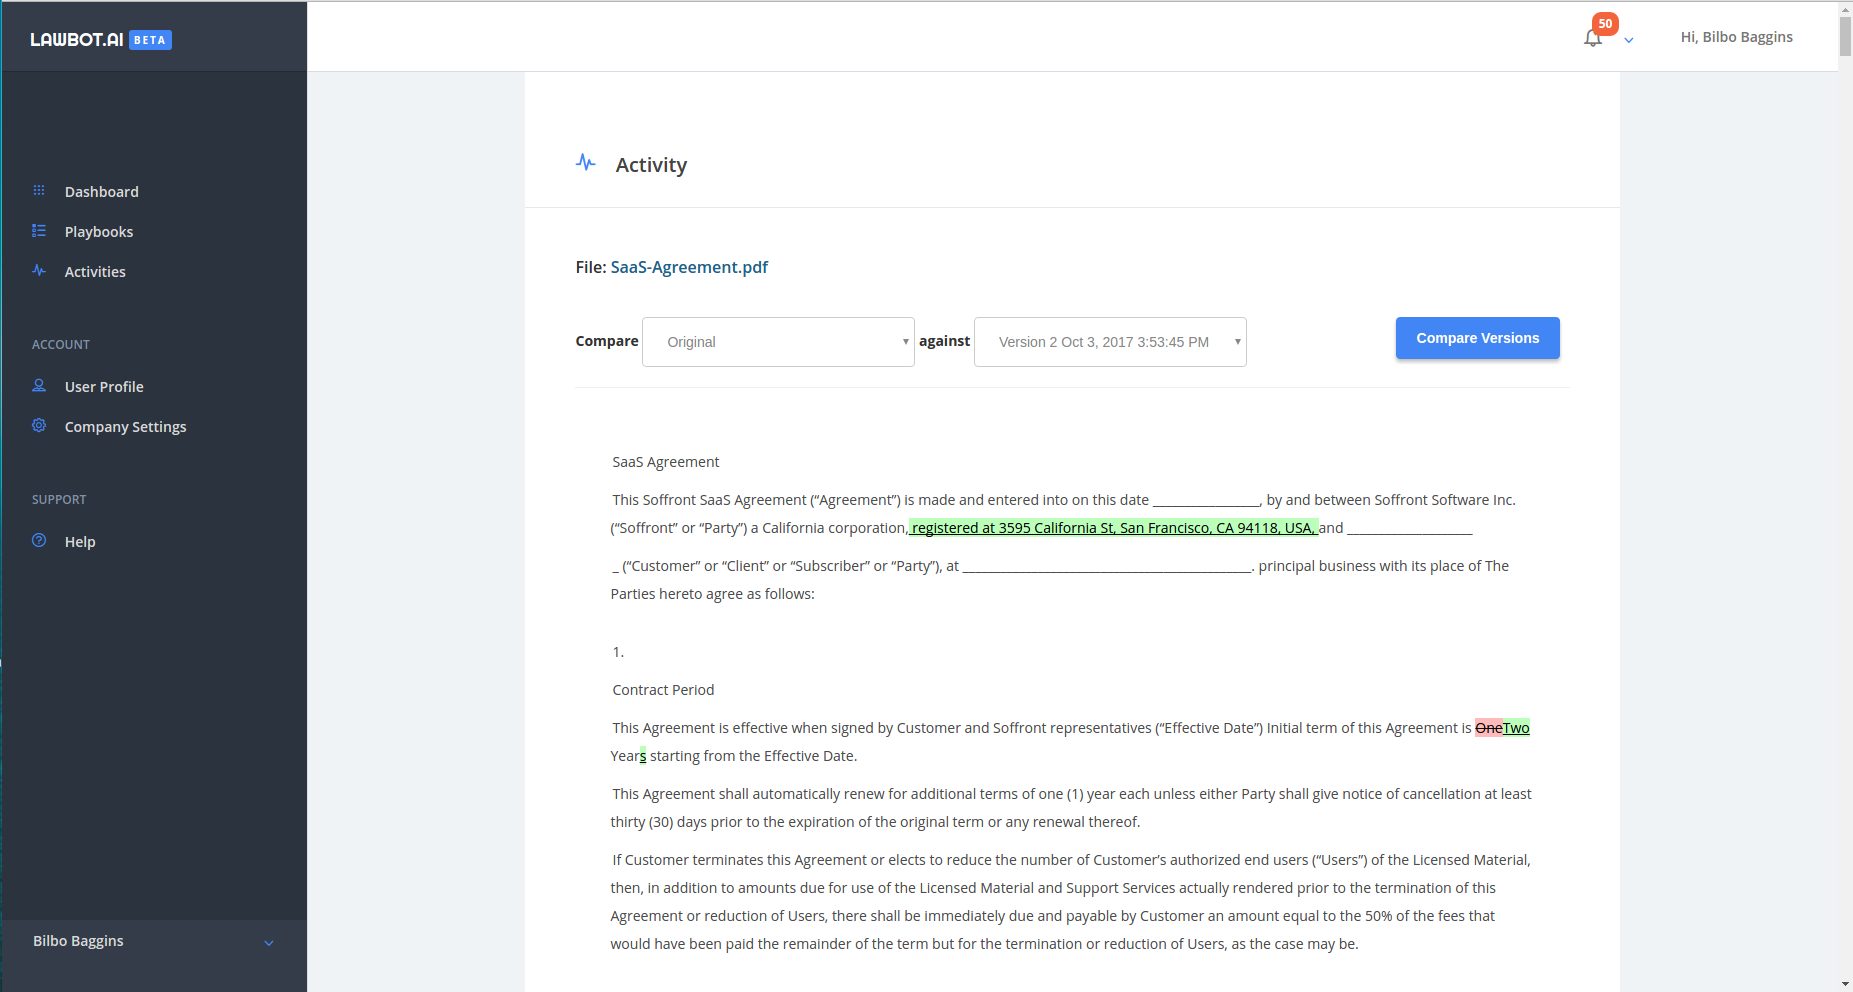 LAWBOT.AI BETA
50
Hi, Bilbo Baggins
Dashboard
Playbooks
Activities
ACCOUNT
User Profile
Company Settings
SUPPORT
Help
Bilbo Baggins
Activity
File: SaaS-Agreement.pdf
Compare Original against Version 2 Oct 3, 2017 3:53:45 PM Compare Versions
SaaS Agreement
This Soffront SaaS Agreement (“Agreement”) is made and entered into on this date _________________, by and between Soffront Software Inc.
(“Soffront” or “Party”) a California corporation, registered at 3595 California St, San Francisco, CA 94118, USA, and ____________________
_ (“Customer” or “Client” or “Subscriber” or “Party”), at ______________________________________________. principal business with its place of The
Parties hereto agree as follows:
1.
Contract Period
This Agreement is effective when signed by Customer and Soffront representatives (“Effective Date”) Initial term of this Agreement is OneTwo
Years starting from the Effective Date.
This Agreement shall automatically renew for additional terms of one (1) year each unless either Party shall give notice of cancellation at least
thirty (30) days prior to the expiration of the original term or any renewal thereof.
If Customer terminates this Agreement or elects to reduce the number of Customer’s authorized end users (“Users”) of the Licensed Material,
then, in addition to amounts due for use of the Licensed Material and Support Services actually rendered prior to the termination of this
Agreement or reduction of Users, there shall be immediately due and payable by Customer an amount equal to the 50% of the fees that
would have been paid the remainder of the term but for the termination or reduction of Users, as the case may be.